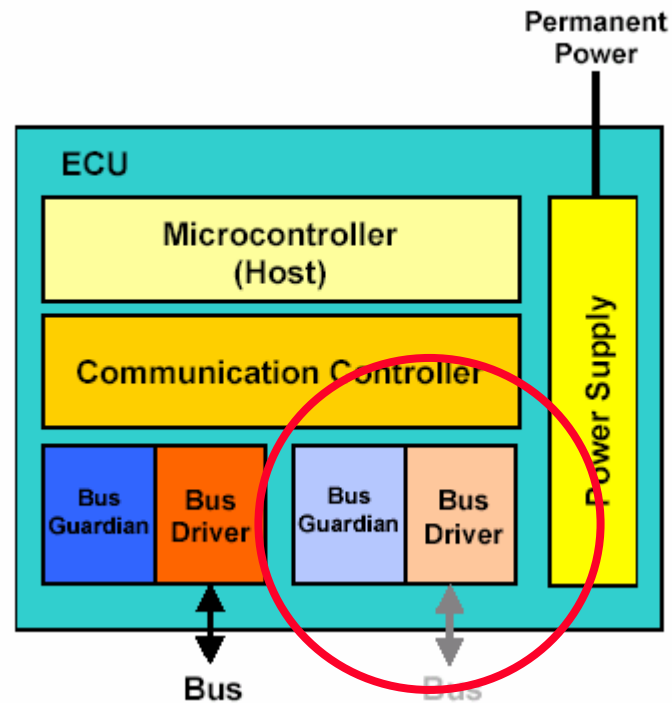 Permanent
Power
ECU
Microcontroller
(Host)
Communication Controller
Power Supply
Bus
Guardian
Bus
Driver
Bus
Guardian
Bus
Driver
Bus
Bus